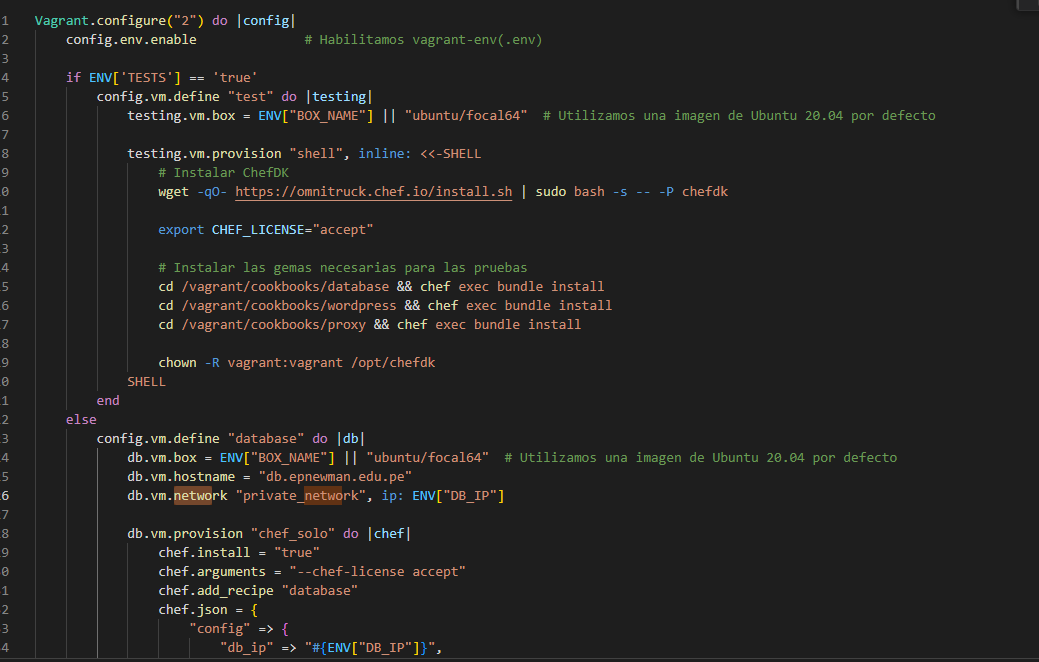 1 Vagrant.configure("2") do |config|
2     config.env.enable              # Habilitamos vagrant-env(.env)
3
4     if ENV['TESTS'] == 'true'
5         config.vm.define "test" do |testing|
6             testing.vm.box = ENV["BOX_NAME"] || "ubuntu/focal64"  # Utilizamos una imagen de Ubuntu 20.04 por defecto
7
8             testing.vm.provision "shell", inline: <<-SHELL
9                 # Instalar ChefDK
0                 wget -qO- https://omnitruck.chef.io/install.sh | sudo bash -s -- -P chefdk
1
2                 export CHEF_LICENSE="accept"
3
4                 # Instalar las gemas necesarias para las pruebas
5                 cd /vagrant/cookbooks/database && chef exec bundle install
6                 cd /vagrant/cookbooks/wordpress && chef exec bundle install
7                 cd /vagrant/cookbooks/proxy && chef exec bundle install
8
9                 chown -R vagrant:vagrant /opt/chefdk
0             SHELL
1         end
2     else
3         config.vm.define "database" do |db|
4             db.vm.box = ENV["BOX_NAME"] || "ubuntu/focal64"  # Utilizamos una imagen de Ubuntu 20.04 por defecto
5             db.vm.hostname = "db.epnewman.edu.pe"
6             db.vm.network "private_network", ip: ENV["DB_IP"]
7
8             db.vm.provision "chef_solo" do |chef|
9                 chef.install = "true"
0                 chef.arguments = "--chef-license accept"
1                 chef.add_recipe "database"
2                 chef.json = {
3                     "config" => {
4                         "db_ip" => "#{ENV["DB_IP"]}",